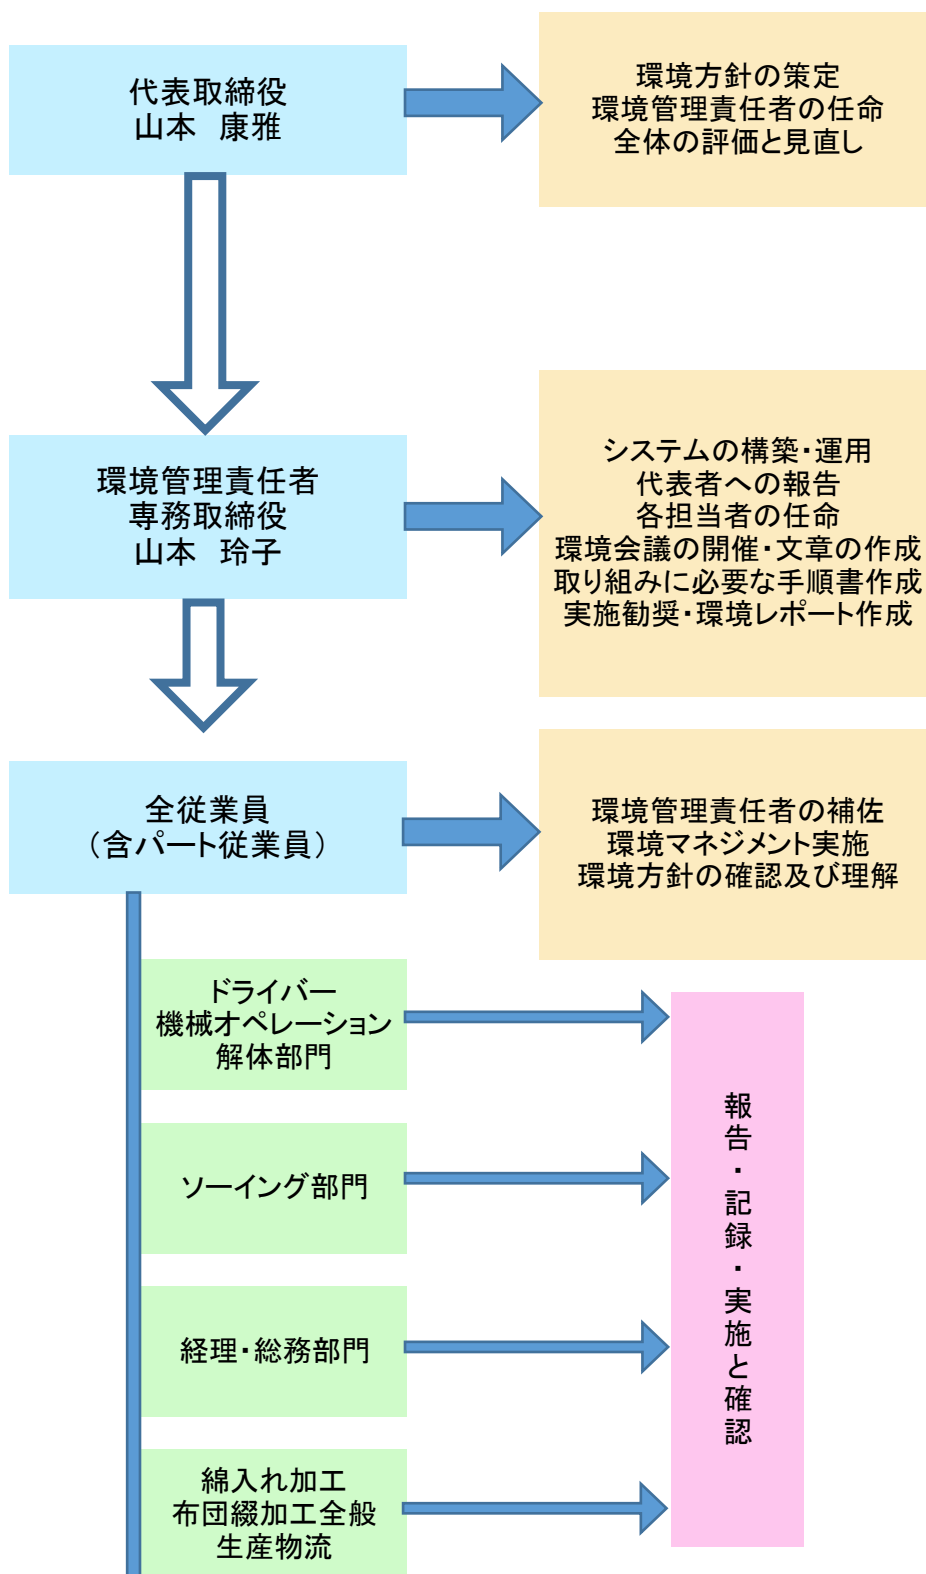 代表取締役
山本　康雅
環境方針の策定
環境管理責任者の任命
全体の評価と見直し
環境管理責任者
専務取締役
山本　玲子
システムの構築・運用
代表者への報告
各担当者の任命
環境会議の開催・文章の作成
取り組みに必要な手順書作成
実施勧奨・環境レポート作成
全従業員
（含パート従業員）
環境管理責任者の補佐
環境マネジメント実施
環境方針の確認及び理解
ドライバー
機械オペレーション
解体部門
ソーイング部門
経理・総務部門
綿入れ加工
布団綴加工全般
生産物流
報告・記録・実施と確認